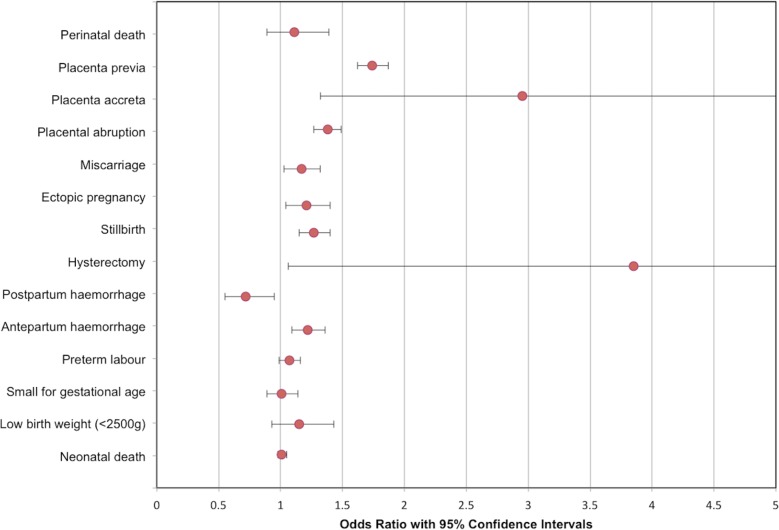 Perinatal death
Placenta previa
Placenta accreta
Placental abruption
Miscarriage
Ectopic pregnancy
Stillbirth
Hysterectomy
Postpartum haemorrhage
Antepartum haemorrhage
Preterm labour
Small for gestational age
Low birth weight (<2500g)
Neonatal death
0 0.5 1 1.5 2 2.5 3 3.5 4 4.5 5
Odds Ratio with 95% Confidence Intervals